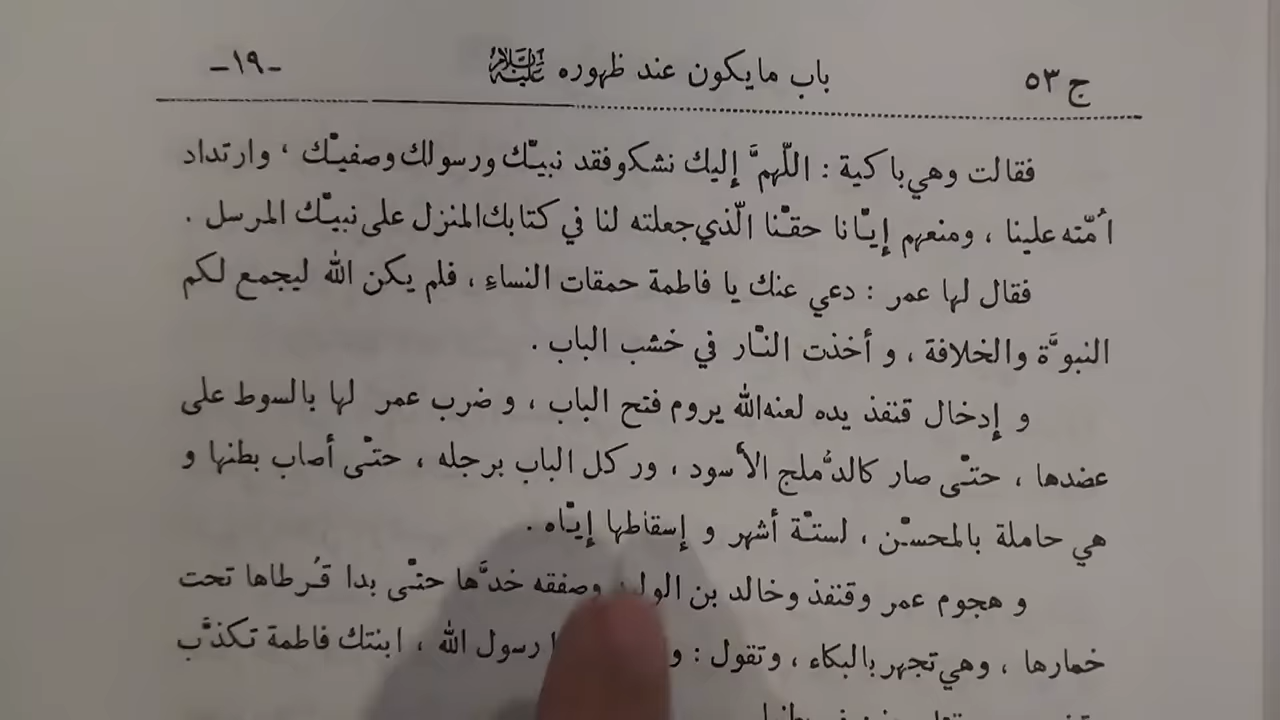 ج ٥٣ باب ما يكون عند ظهوره عليه السلام -١٩-
فقالت وهي باكية : اللّهمَّ إليك نشكو فقد نبيّك ورسولك وصفيّك ، وارتداد
اُمّته علينا ، ومنعهم إيّانا حقّنا الّذي جعلته لنا في كتابك المنزل على نبيّك المرسل .
فقال لها عمر : دعي عنك يا فاطمة حمقات النساء ، فلم يكن الله ليجمع لكم
النبوَّة والخلافة ، و أخذت النّار في خشب الباب .
و إدخال قنفذ يده لعنه الله يروم فتح الباب ، و ضرب عمر لها بالسوط على
عضدها ، حتّى صار كالدُّملج الأسود ، وركل الباب برجله ، حتّى أصاب بطنها و
هي حاملة بالمحسّن ، لستّة أشهر و إسقاطها إيّاه .
و هجوم عمر وقنفذ وخالد بن وصفقه خدَّها حتّى بدا قُرطاها تحت
خمارها ، وهي تجهر بالبكاء ، وتقول : رسول الله ، ابنتك فاطمة تكذَّب